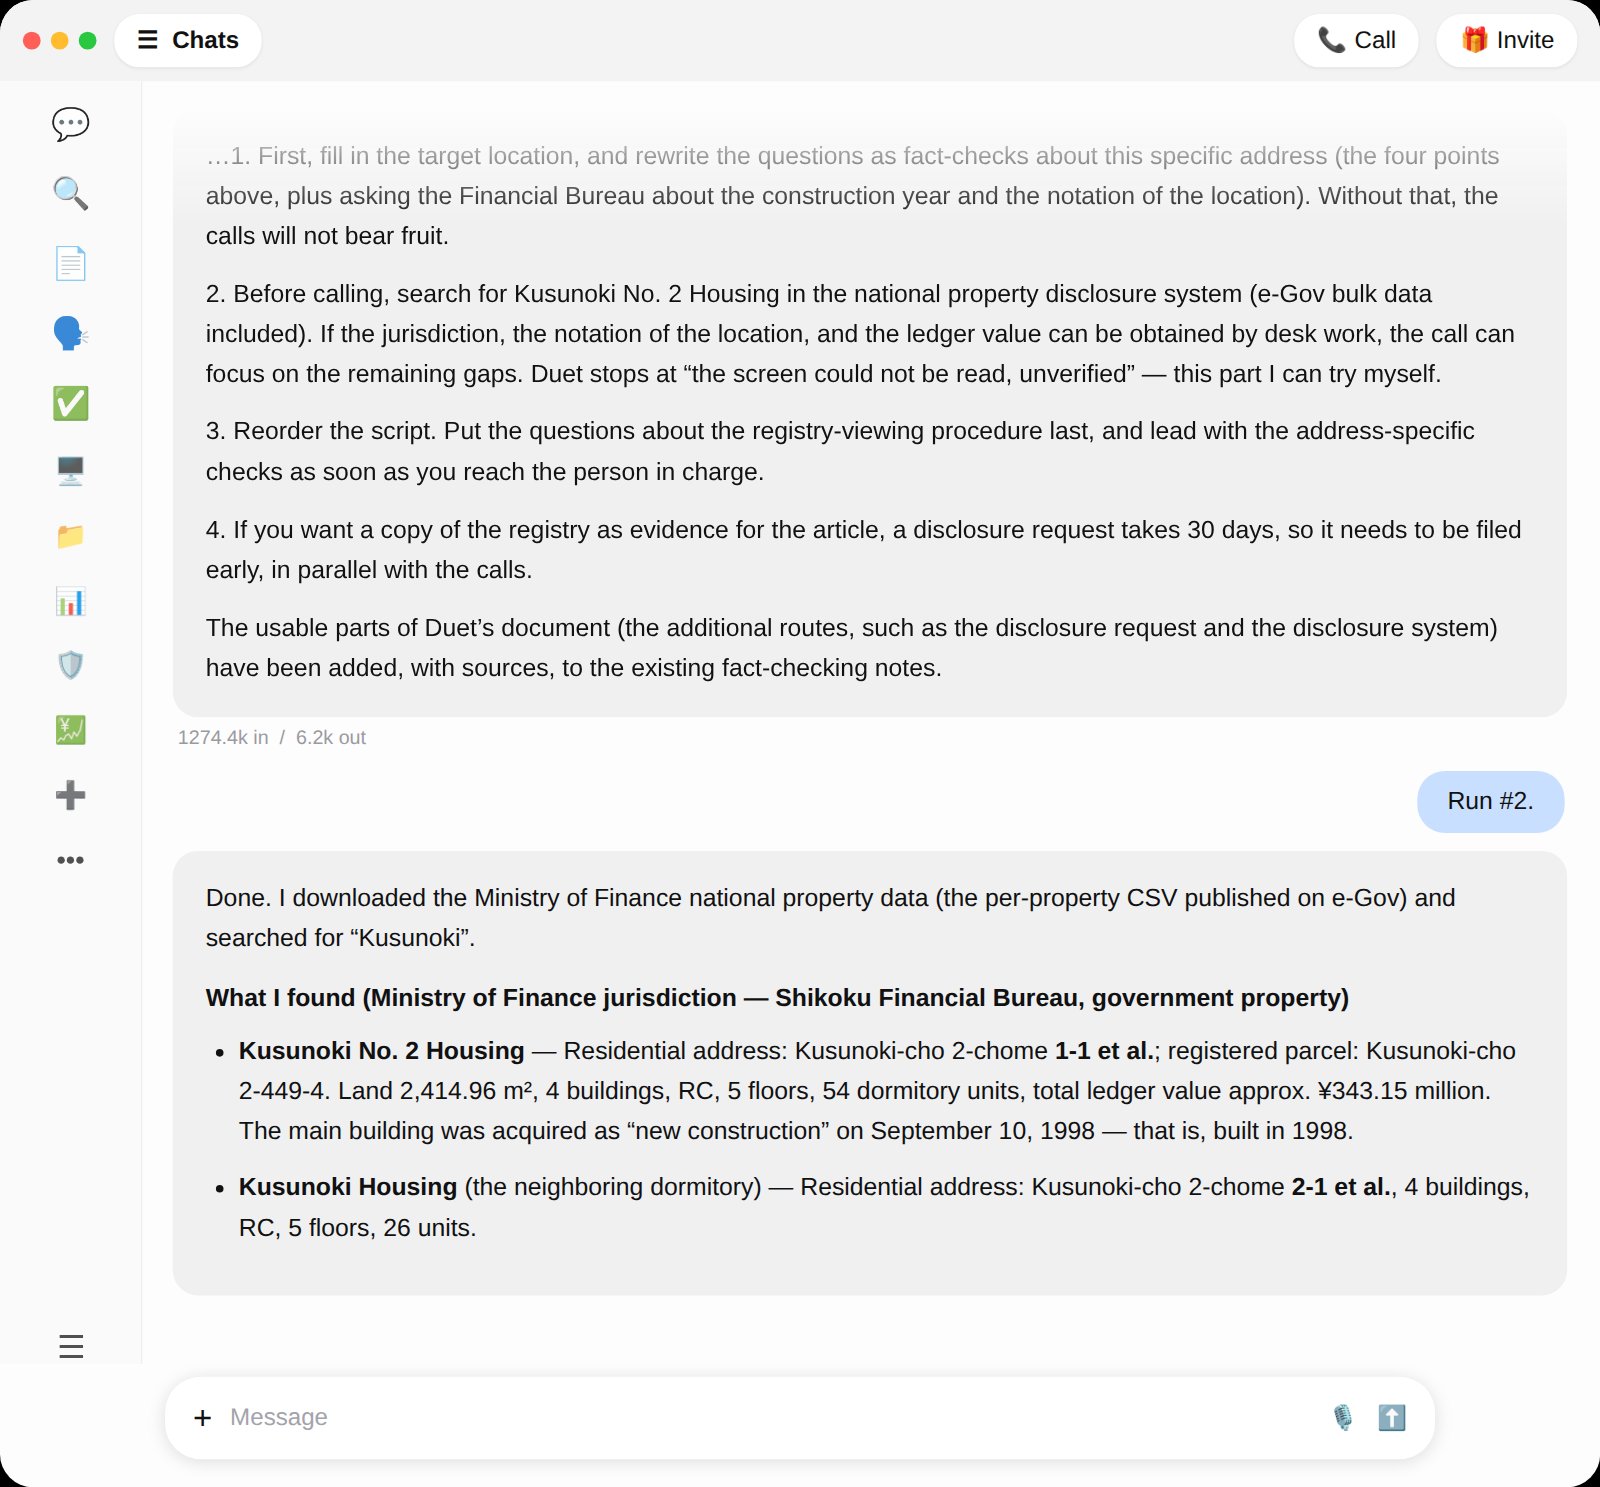 ☰ Chats
📞 Call
🎁 Invite
…1. First, fill in the target location, and rewrite the questions as fact-checks about this specific address (the four points
above, plus asking the Financial Bureau about the construction year and the notation of the location). Without that, the
calls will not bear fruit.
2. Before calling, search for Kusunoki No. 2 Housing in the national property disclosure system (e-Gov bulk data
included). If the jurisdiction, the notation of the location, and the ledger value can be obtained by desk work, the call can
focus on the remaining gaps. Duet stops at “the screen could not be read, unverified” — this part I can try myself.
3. Reorder the script. Put the questions about the registry-viewing procedure last, and lead with the address-specific
checks as soon as you reach the person in charge.
4. If you want a copy of the registry as evidence for the article, a disclosure request takes 30 days, so it needs to be filed
early, in parallel with the calls.
The usable parts of Duet’s document (the additional routes, such as the disclosure request and the disclosure system)
have been added, with sources, to the existing fact-checking notes.
1274.4k in / 6.2k out
Run #2.
Done. I downloaded the Ministry of Finance national property data (the per-property CSV published on e-Gov) and
searched for “Kusunoki”.
What I found (Ministry of Finance jurisdiction — Shikoku Financial Bureau, government property)
• Kusunoki No. 2 Housing — Residential address: Kusunoki-cho 2-chome 1-1 et al.; registered parcel: Kusunoki-cho
2-449-4. Land 2,414.96 m², 4 buildings, RC, 5 floors, 54 dormitory units, total ledger value approx. ¥343.15 million.
The main building was acquired as “new construction” on September 10, 1998 — that is, built in 1998.
• Kusunoki Housing (the neighboring dormitory) — Residential address: Kusunoki-cho 2-chome 2-1 et al., 4 buildings,
RC, 5 floors, 26 units.
+ Message